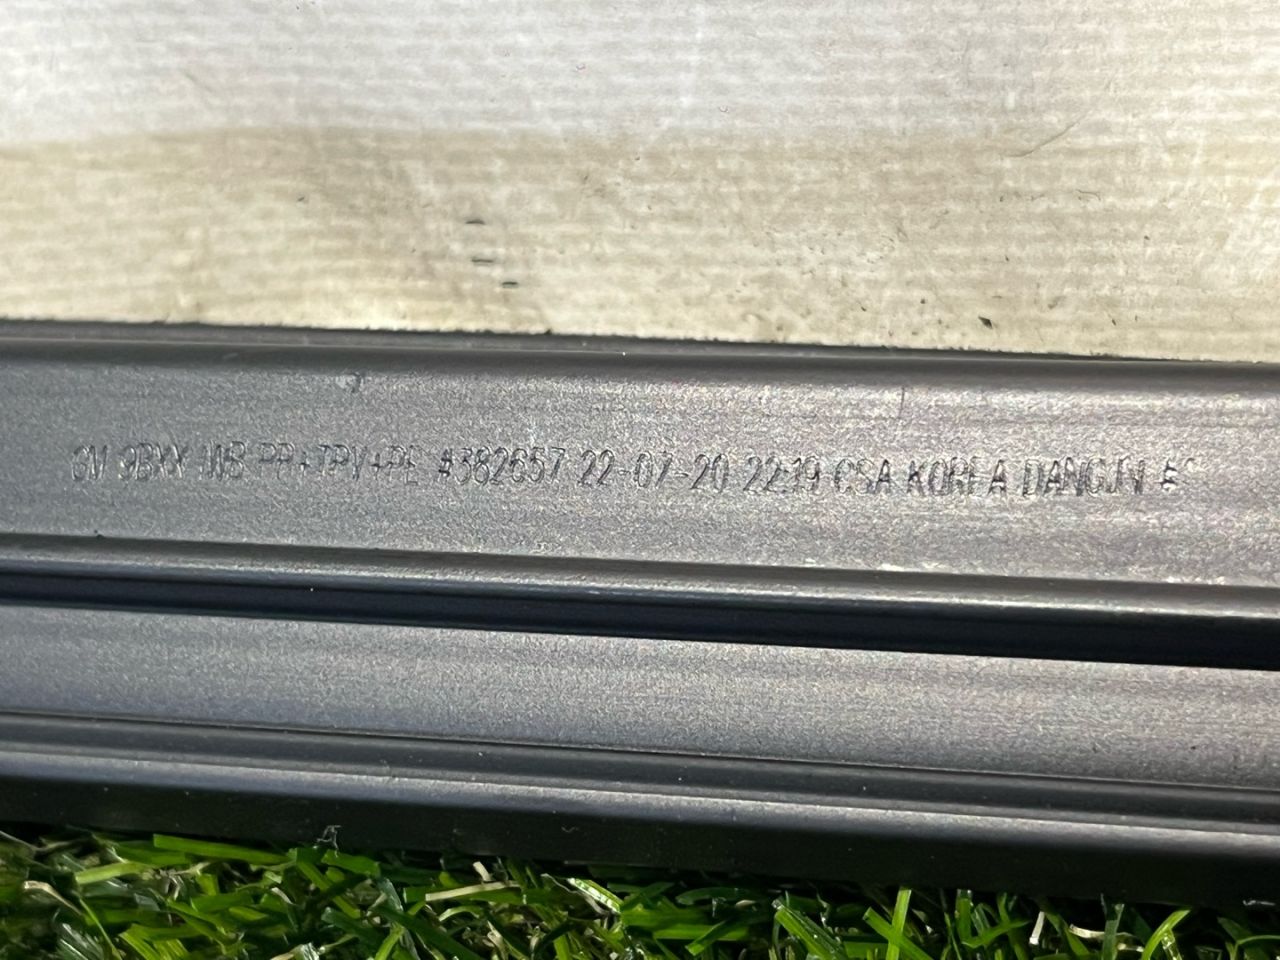 GM 9BXX WB PP+TPV+PE #382657 22-07-20 22:19 CSA KOREA DANGJIN